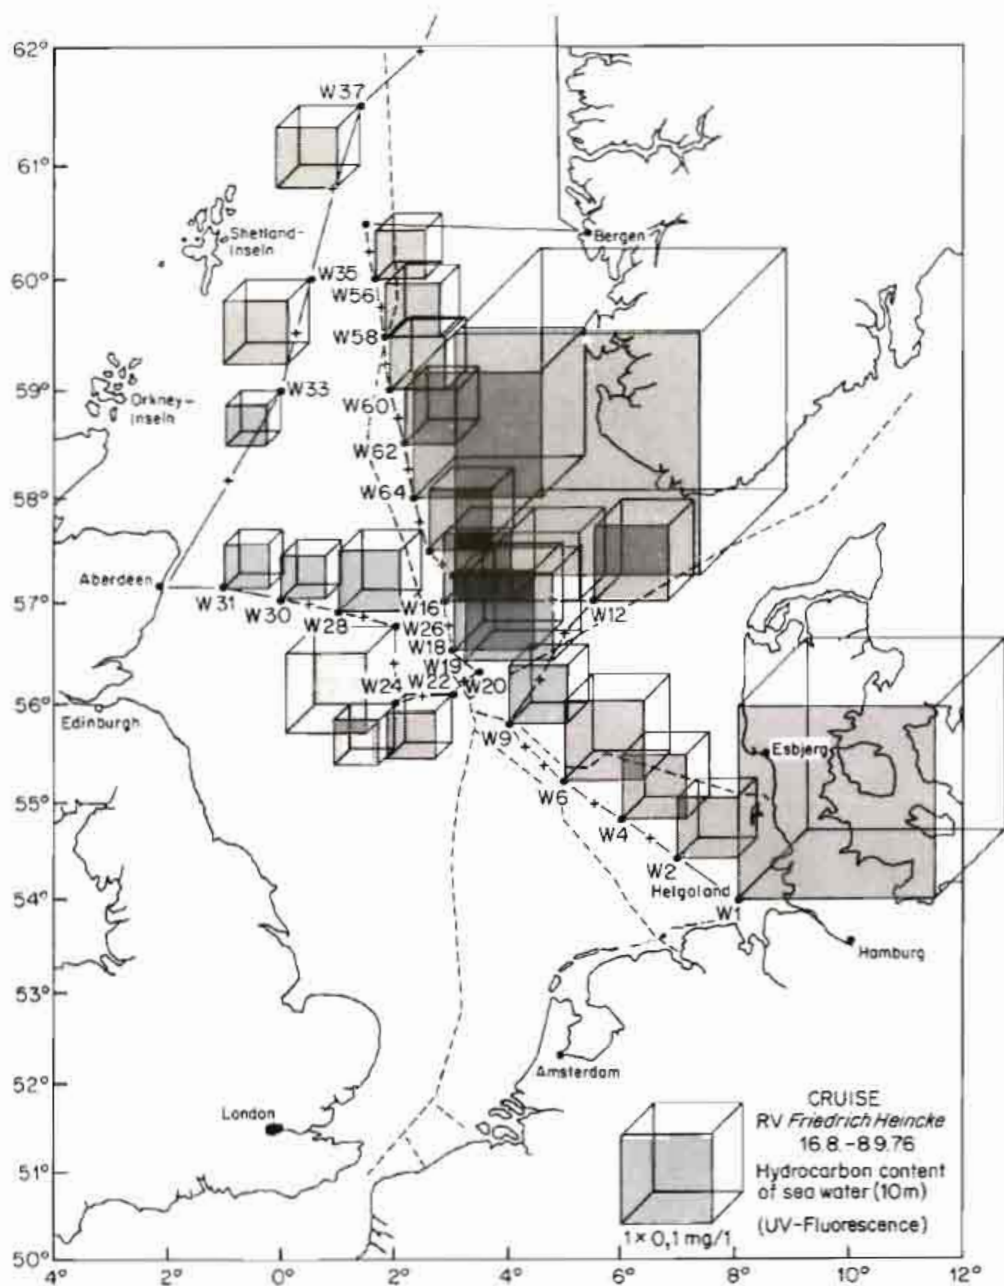 62°
61°
60°
59°
58°
57°
56°
55°
54°
53°
52°
51°
50°
4°
0°
2°
4°
6°
8°
10°
12°
W37
Shetland-
Inseln
Bergen
W35
W56
W58
Orkney-
Inseln
W33
W60
W62
W64
Aberdeen
W31
W30
W28
W16
W26
W18
W19
W12
W24
W22
W20
Edinburgh
W9
Esbjerg
W6
W4
W2
Helgoland
W1
Hamburg
Amsterdam
London
CRUISE
RV Friedrich Heincke
16.8.-8.9.76
Hydrocarbon content
of sea water (10m)
(UV-Fluorescence)
1 × 0,1 mg/1